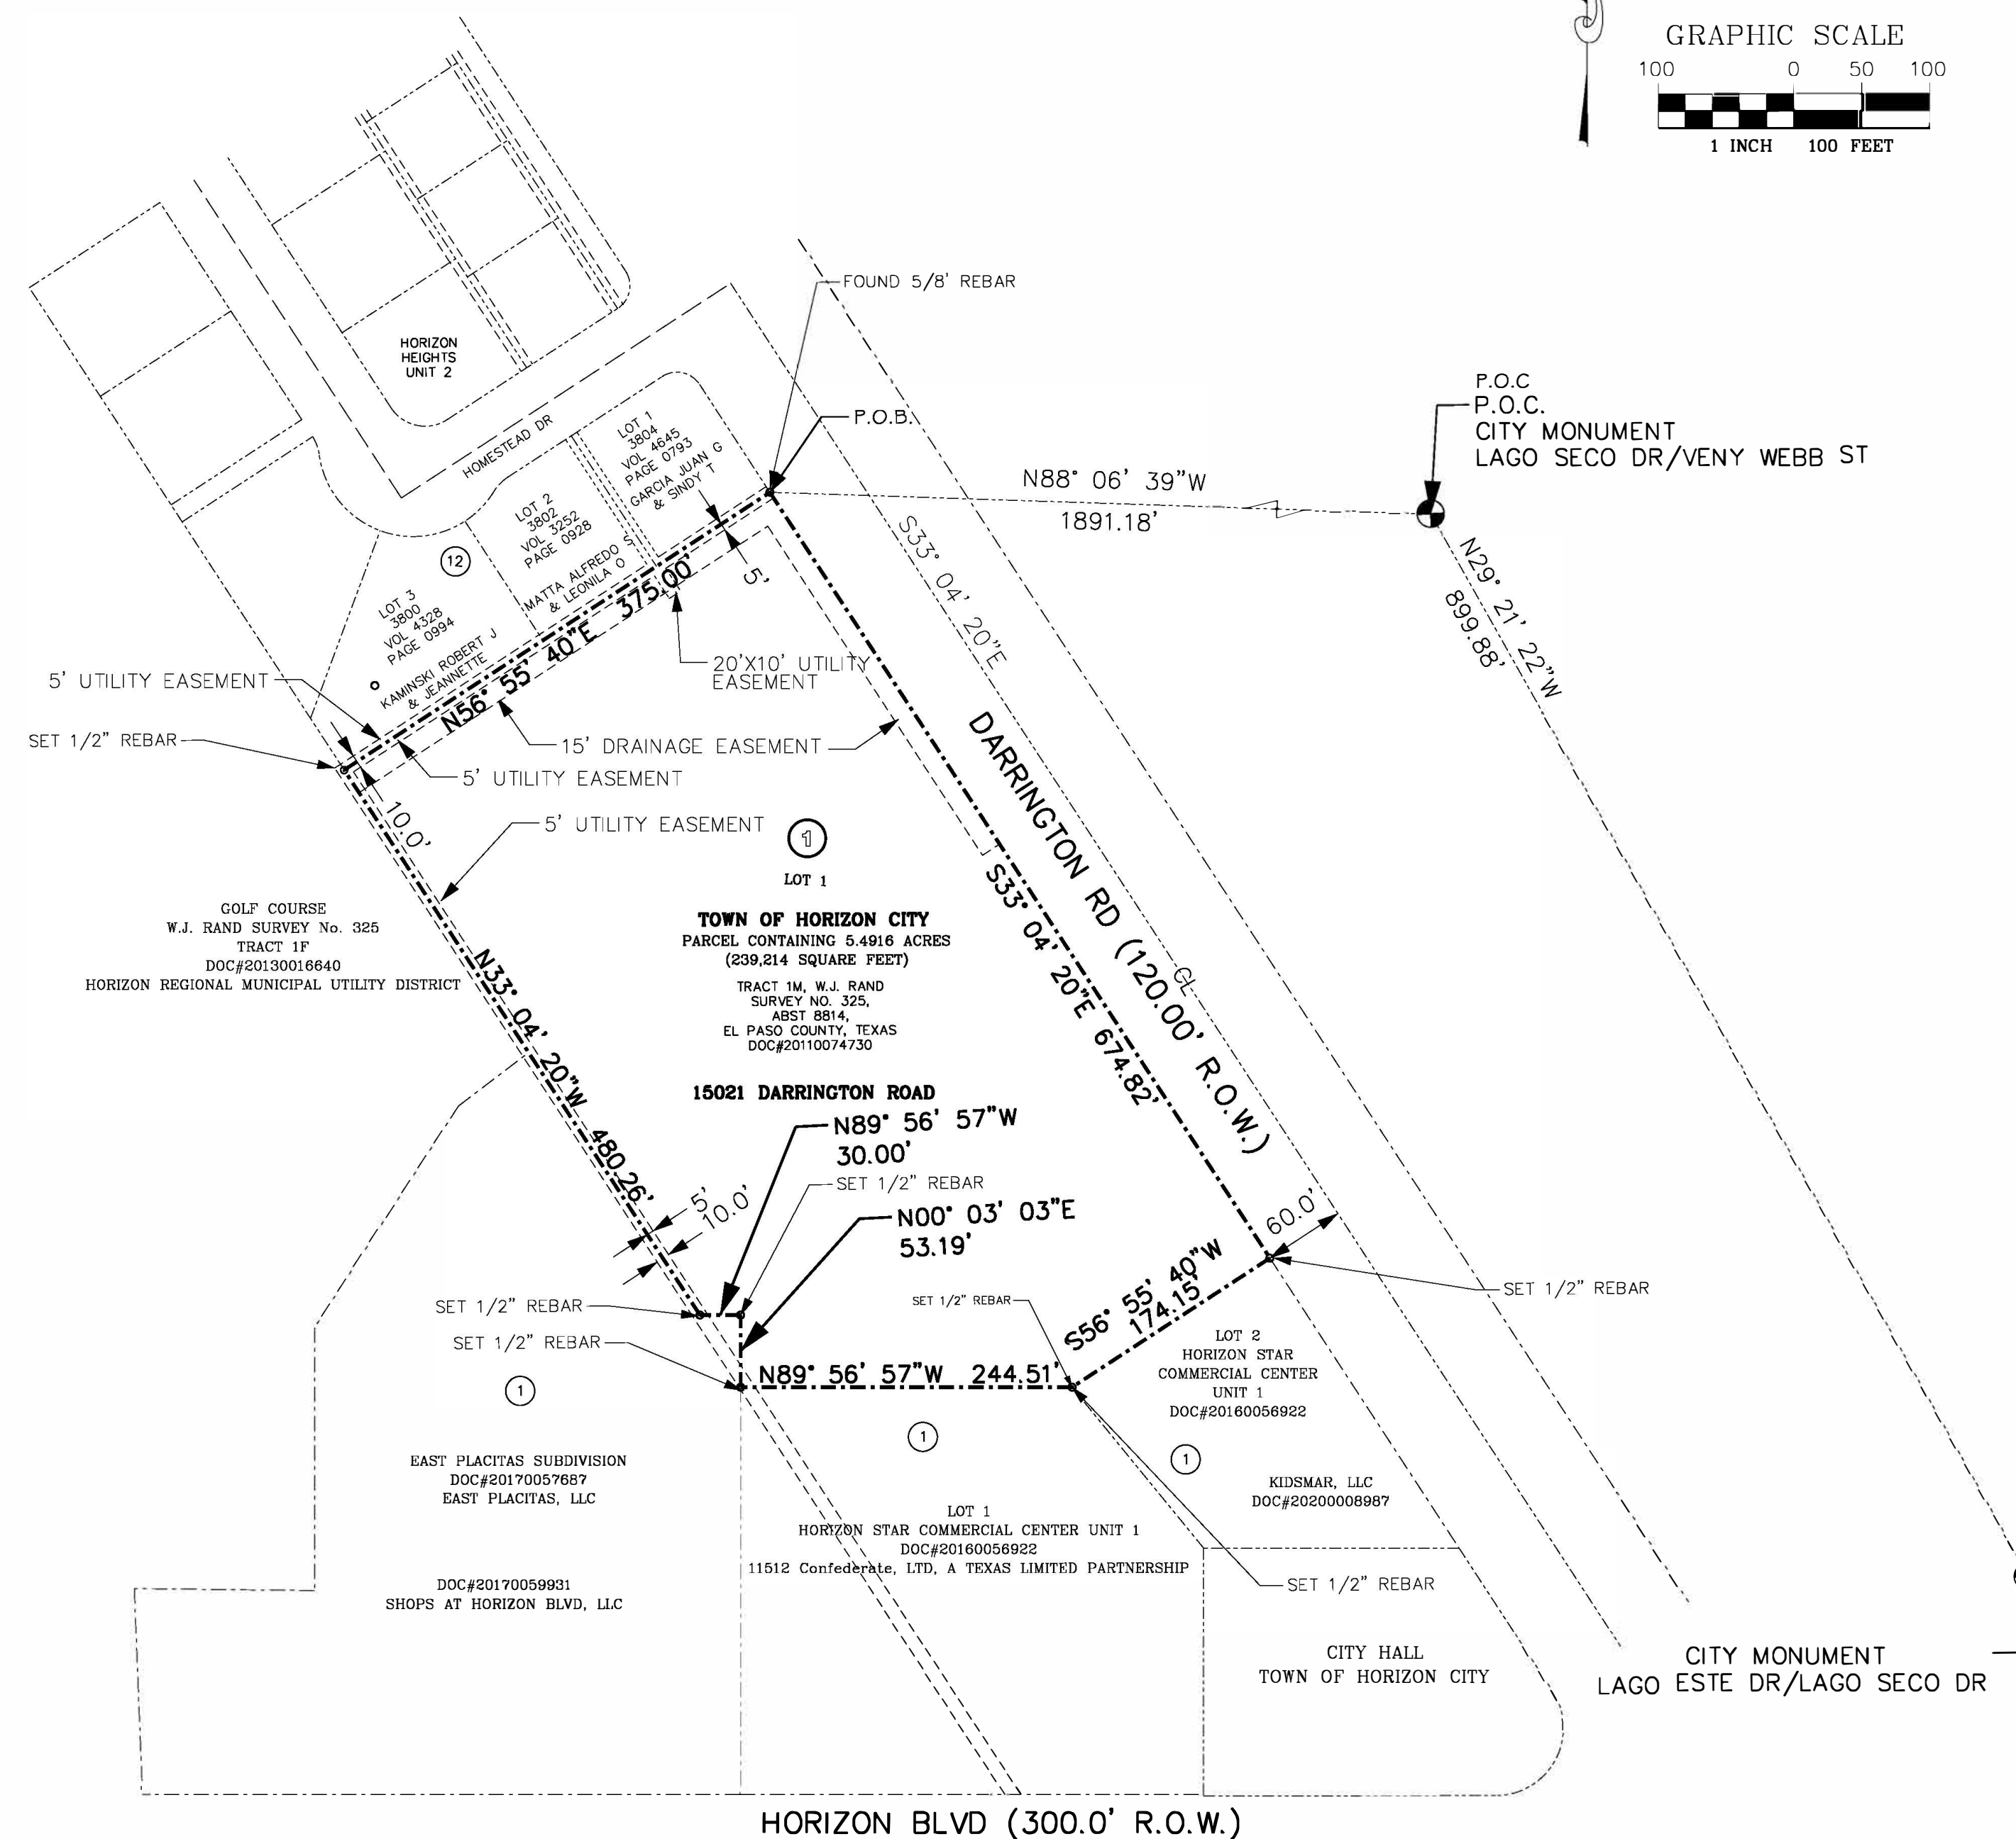 GRAPHIC SCALE
100 0 50 100
1 INCH 100 FEET
FOUND 5/8' REBAR
P.O.B.
P.O.C
P.O.C.
CITY MONUMENT
LAGO SECO DR/VENY WEBB ST
N88° 06' 39"W
1891.18'
N29° 21' 22"W
899.88'
HORIZON
HEIGHTS
UNIT 2
HOMESTEAD DR
LOT 1
3804
VOL 4645
PAGE 0793
GARCIA JUAN G
& SINDY T
LOT 2
3802
VOL 3252
PAGE 0928
MATTA ALFREDO S
& LEONILA O
12
LOT 3
3800
VOL 4328
PAGE 0994
KAMINSKI ROBERT J
& JEANNETTE
N56° 55' 40"E 375.00'
5'
S33° 04' 20"E
20'X10' UTILITY
EASEMENT
5' UTILITY EASEMENT
SET 1/2" REBAR
15' DRAINAGE EASEMENT
5' UTILITY EASEMENT
5' UTILITY EASEMENT
10.0'
1
LOT 1
TOWN OF HORIZON CITY
PARCEL CONTAINING 5.4916 ACRES
(239,214 SQUARE FEET)
TRACT 1M, W.J. RAND
SURVEY NO. 325,
ABST 8814,
EL PASO COUNTY, TEXAS
DOC#20110074730
15021 DARRINGTON ROAD
GOLF COURSE
W.J. RAND SURVEY No. 325
TRACT 1F
DOC#20130016640
HORIZON REGIONAL MUNICIPAL UTILITY DISTRICT
N33° 04' 20"W 480.26'
DARRINGTON RD (120.00' R.O.W.)
CL
S33° 04' 20"E 674.82'
N89° 56' 57"W
30.00'
SET 1/2" REBAR
N00° 03' 03"E
53.19'
5'
10.0'
60.0'
SET 1/2" REBAR
SET 1/2" REBAR
SET 1/2" REBAR
SET 1/2" REBAR
S56° 55' 40"W
174.15'
N89° 56' 57"W 244.51'
LOT 2
HORIZON STAR
COMMERCIAL CENTER
UNIT 1
DOC#20160056922
1
1
1
KIDSMAR, LLC
DOC#20200008987
EAST PLACITAS SUBDIVISION
DOC#20170057687
EAST PLACITAS, LLC
DOC#20170059931
SHOPS AT HORIZON BLVD, LLC
LOT 1
HORIZON STAR COMMERCIAL CENTER UNIT 1
DOC#20160056922
11512 Confederate, LTD, A TEXAS LIMITED PARTNERSHIP
SET 1/2" REBAR
CITY HALL
TOWN OF HORIZON CITY
CITY MONUMENT
LAGO ESTE DR/LAGO SECO DR
HORIZON BLVD (300.0' R.O.W.)